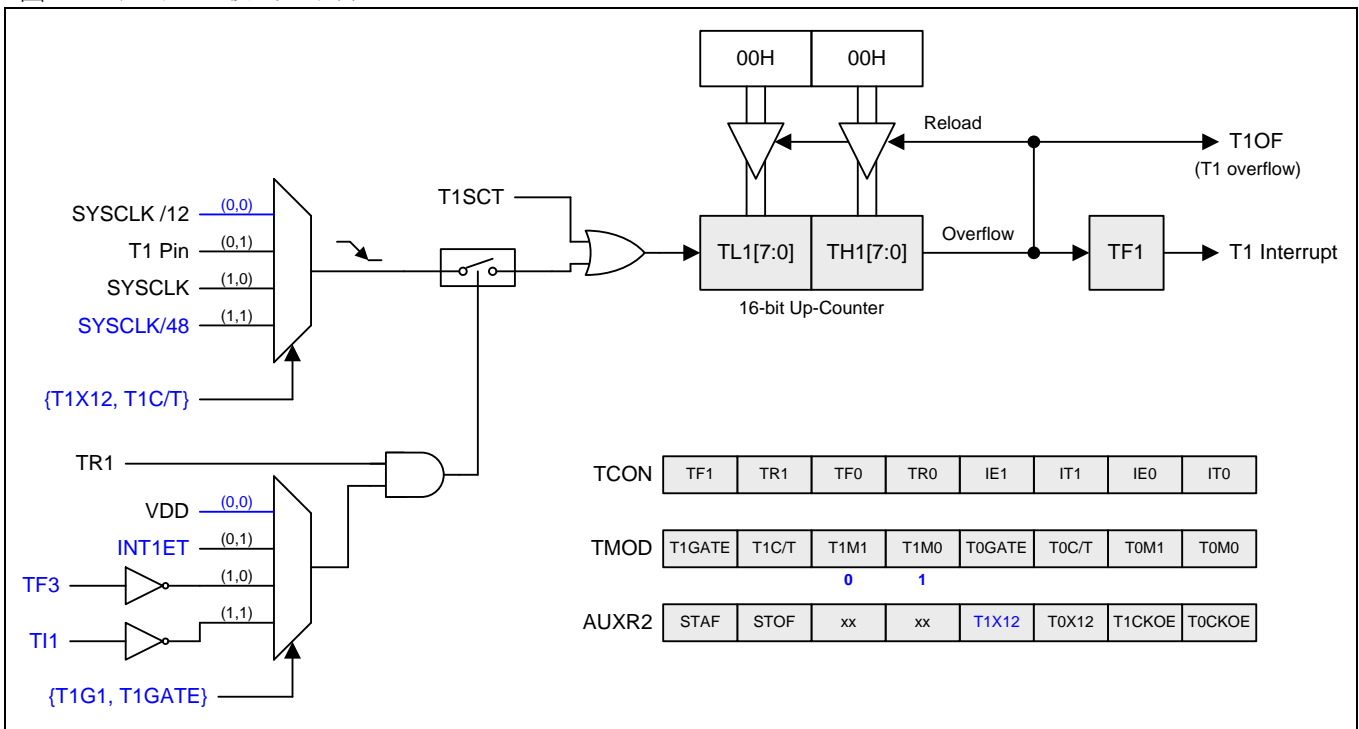 00H 00H
Reload
T1OF
(T1 overflow)
T1SCT
SYSCLK /12 (0,0)
T1 Pin (0,1)
SYSCLK (1,0)
SYSCLK/48 (1,1)
{T1X12, T1C/T}
TL1[7:0] TH1[7:0]
Overflow
TF1
T1 Interrupt
16-bit Up-Counter
TR1
VDD (0,0)
INT1ET (0,1)
TF3 (1,0)
TI1 (1,1)
{T1G1, T1GATE}
TCON TF1 TR1 TF0 TR0 IE1 IT1 IE0 IT0
TMOD T1GATE T1C/T T1M1 T1M0 T0GATE T0C/T T0M1 T0M0
0 1
AUXR2 STAF STOF xx xx T1X12 T0X12 T1CKOE T0CKOE